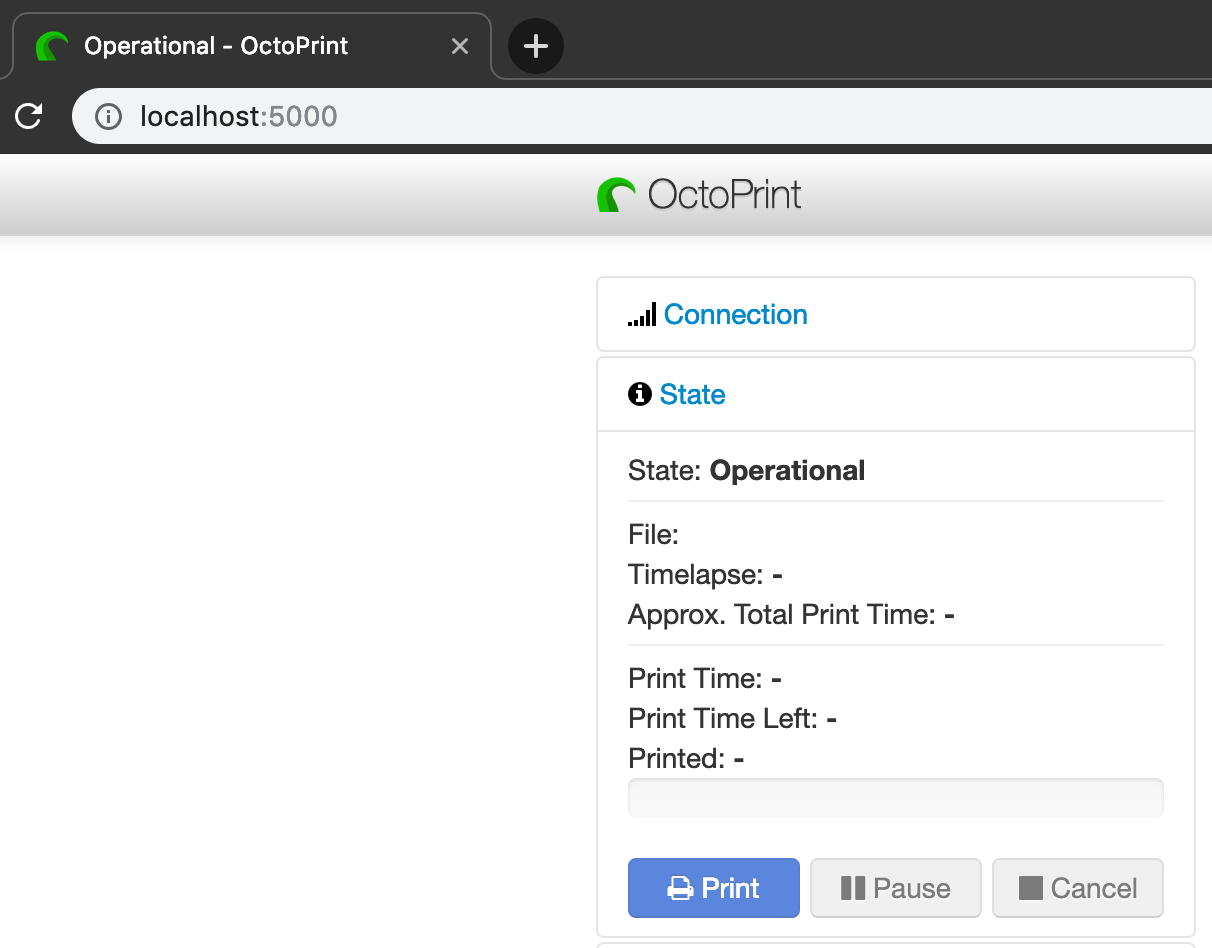 Operational - OctoPrint
localhost:5000
OctoPrint
Connection
State
State: Operational
File:
Timelapse: -
Approx. Total Print Time: -
Print Time: -
Print Time Left: -
Printed: -
Print Pause Cancel